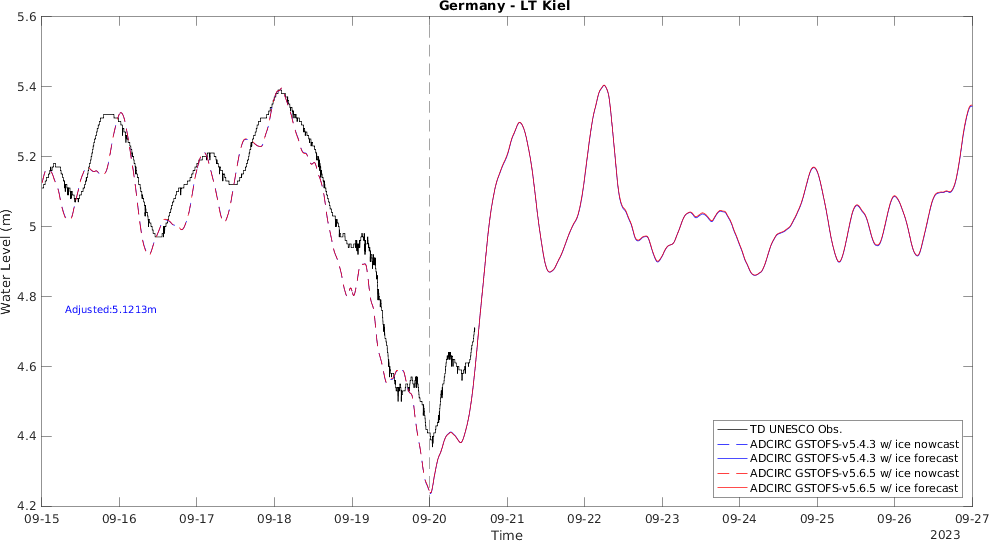 Germany - LT Kiel
5.6
5.4
5.2
5
4.8
4.6
4.4
4.2
Water Level (m)
Adjusted:5.1213m
TD UNESCO Obs.
ADCIRC GSTOFS-v5.4.3 w/ ice nowcast
ADCIRC GSTOFS-v5.4.3 w/ ice forecast
ADCIRC GSTOFS-v5.6.5 w/ ice nowcast
ADCIRC GSTOFS-v5.6.5 w/ ice forecast
09-15 09-16 09-17 09-18 09-19 09-20 09-21 09-22 09-23 09-24 09-25 09-26 09-27
Time
2023